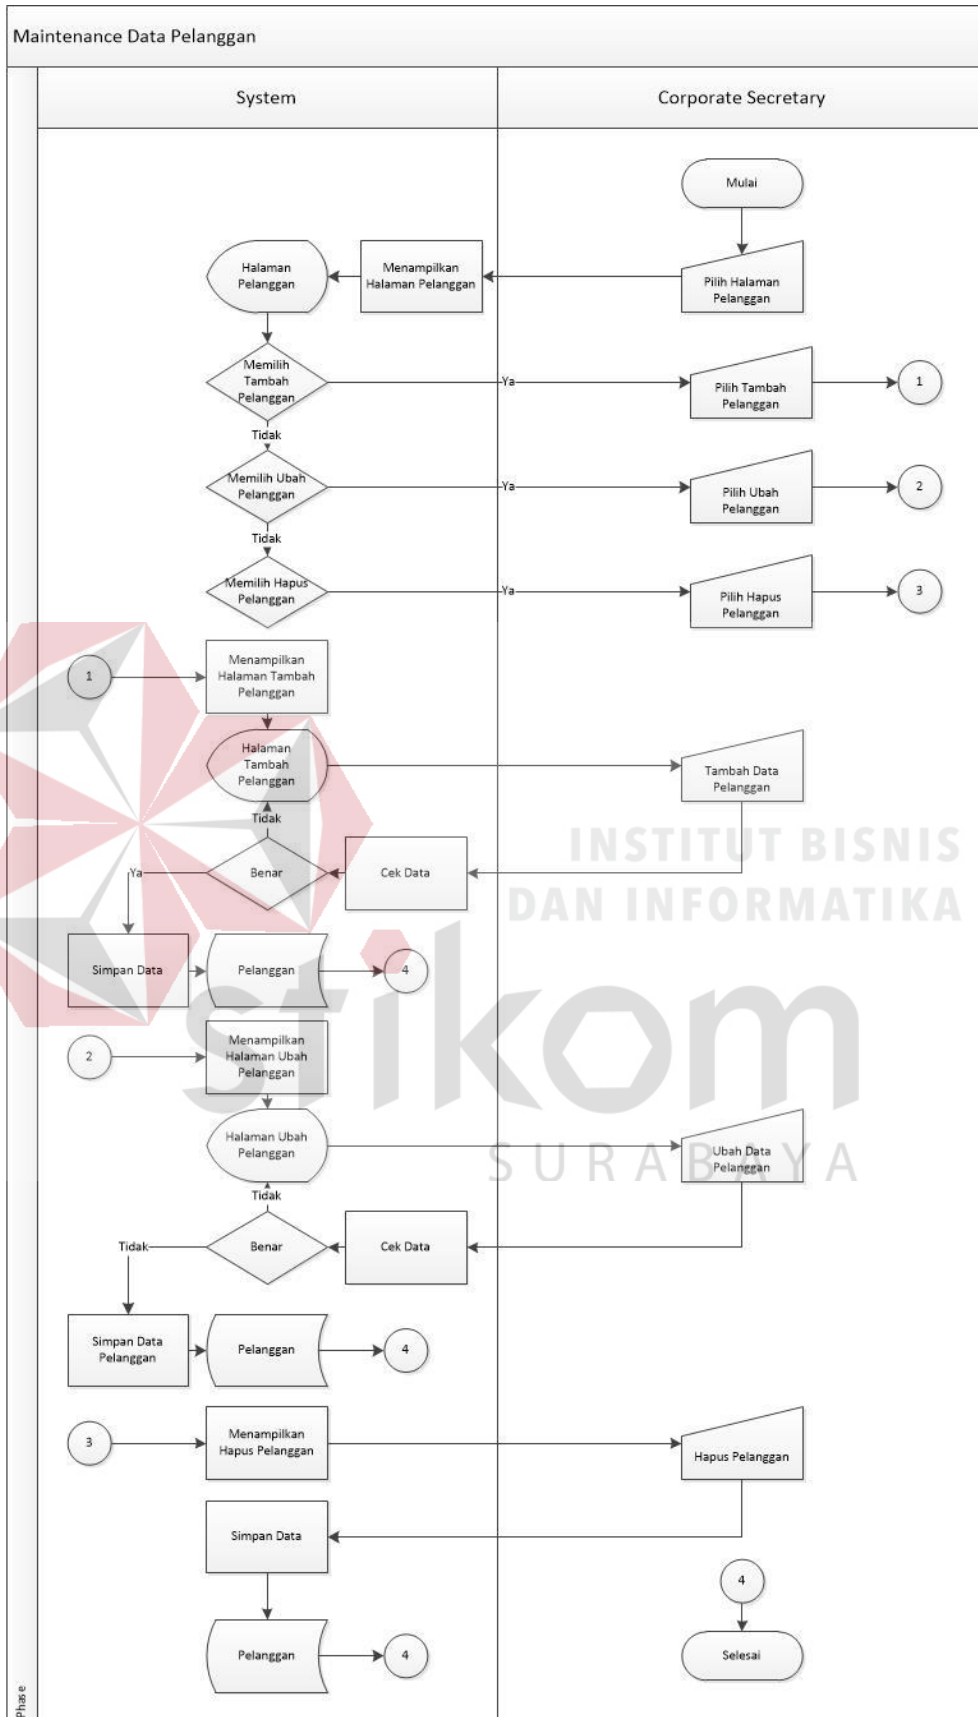 Maintenance Data Pelanggan
System
Corporate Secretary
Mulai
Halaman
Pelanggan
Menampilkan
Halaman Pelanggan
Pilih Halaman
Pelanggan
Memilih
Tambah
Pelanggan
Ya
Pilih Tambah
Pelanggan
1
Tidak
Memilih Ubah
Pelanggan
Ya
Pilih Ubah
Pelanggan
2
Tidak
Memilih Hapus
Pelanggan
Ya
Pilih Hapus
Pelanggan
3
1
Menampilkan
Halaman Tambah
Pelanggan
Halaman
Tambah
Pelanggan
Tambah Data
Pelanggan
Tidak
Ya
Benar
Cek Data
INSTITUT BISNIS
DAN INFORMATIKA
Simpan Data
Pelanggan
4
stikom
SURABAYA
2
Menampilkan
Halaman Ubah
Pelanggan
Halaman Ubah
Pelanggan
Ubah Data
Pelanggan
Tidak
Tidak
Benar
Cek Data
Simpan Data
Pelanggan
Pelanggan
4
3
Menampilkan
Hapus Pelanggan
Hapus Pelanggan
Simpan Data
4
Pelanggan
4
Selesai
Phase